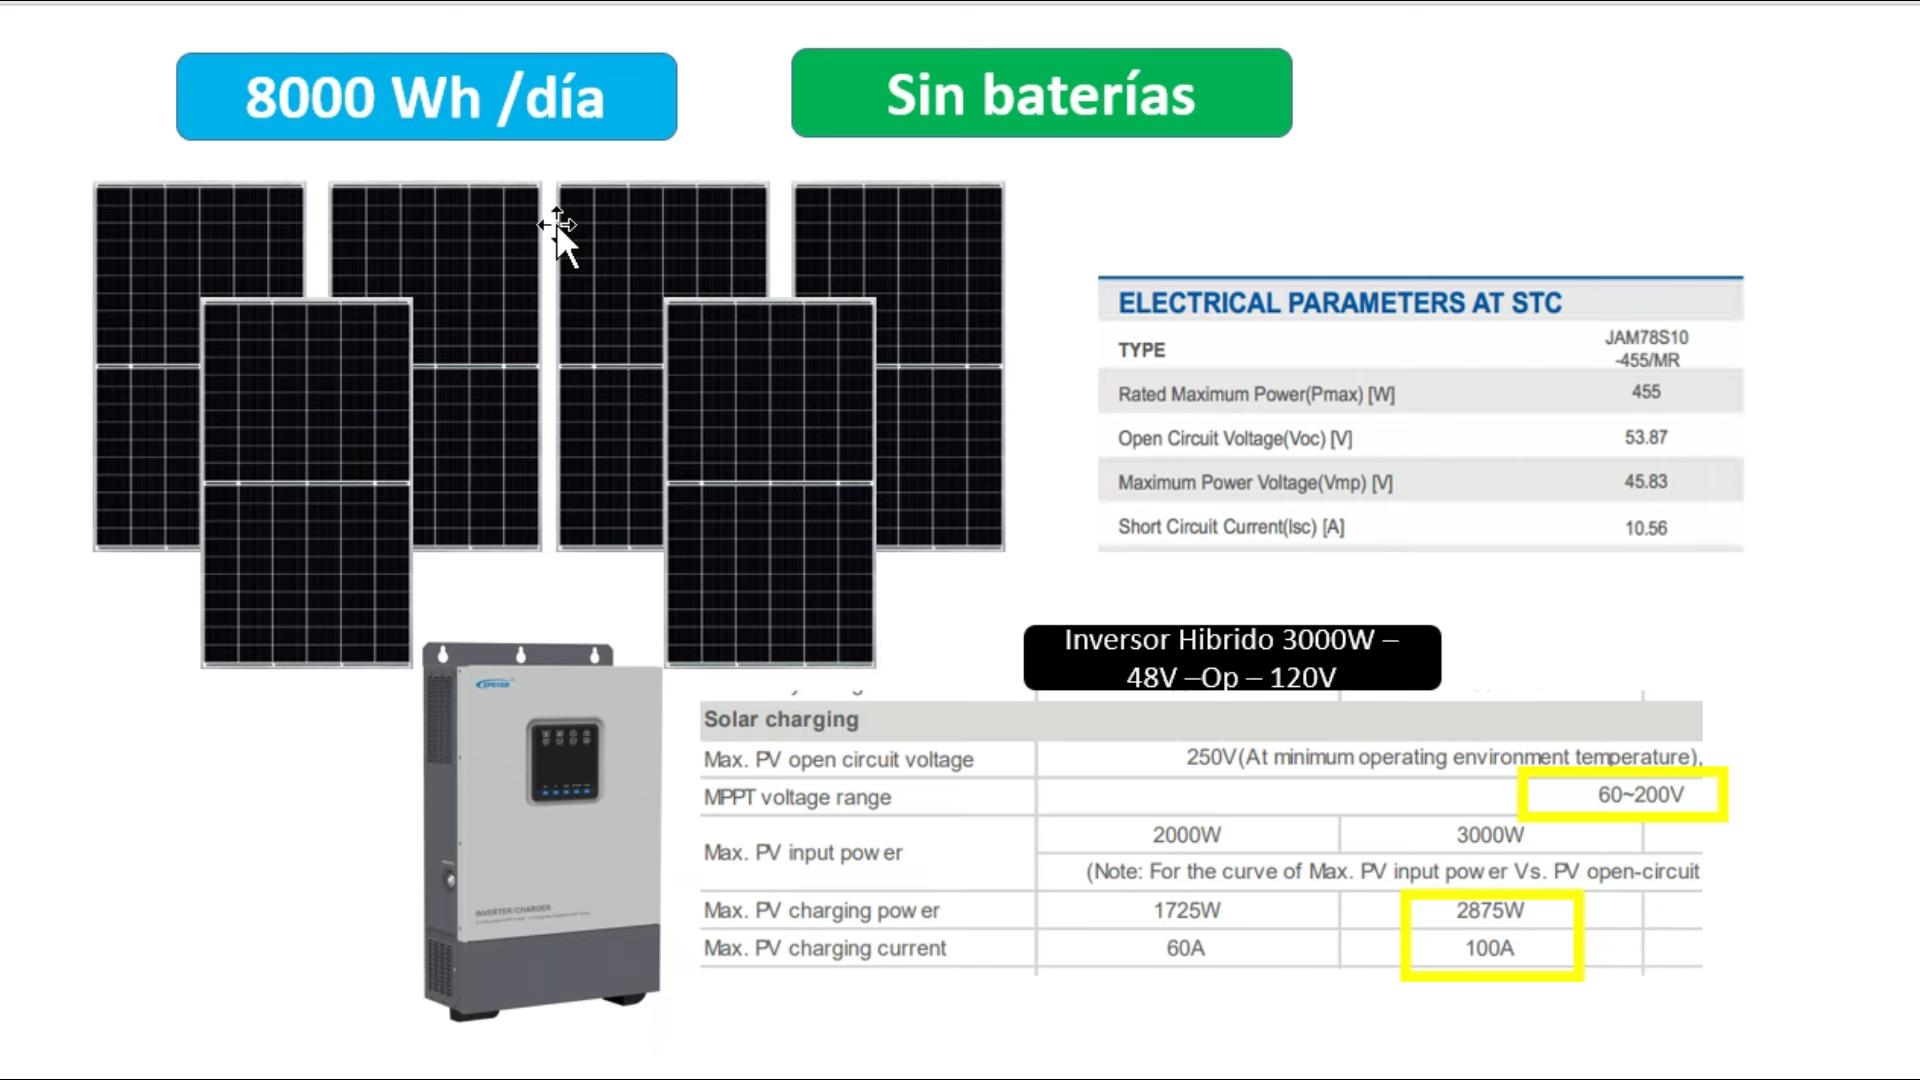 8000 Wh /día
Sin baterías
ELECTRICAL PARAMETERS AT STC
TYPE
JAM78S10
-455/MR
Rated Maximum Power(Pmax) [W] 455
Open Circuit Voltage(Voc) [V] 53.87
Maximum Power Voltage(Vmp) [V] 45.83
Short Circuit Current(Isc) [A] 10.56
Inversor Hibrido 3000W –
48V –Op – 120V
EPEVER
INVERTER/CHARGER
Solar charging
Max. PV open circuit voltage 250V(At minimum operating environment temperature),
MPPT voltage range 60~200V
Max. PV input power 2000W 3000W
(Note: For the curve of Max. PV input power Vs. PV open-circuit
Max. PV charging power 1725W 2875W
Max. PV charging current 60A 100A